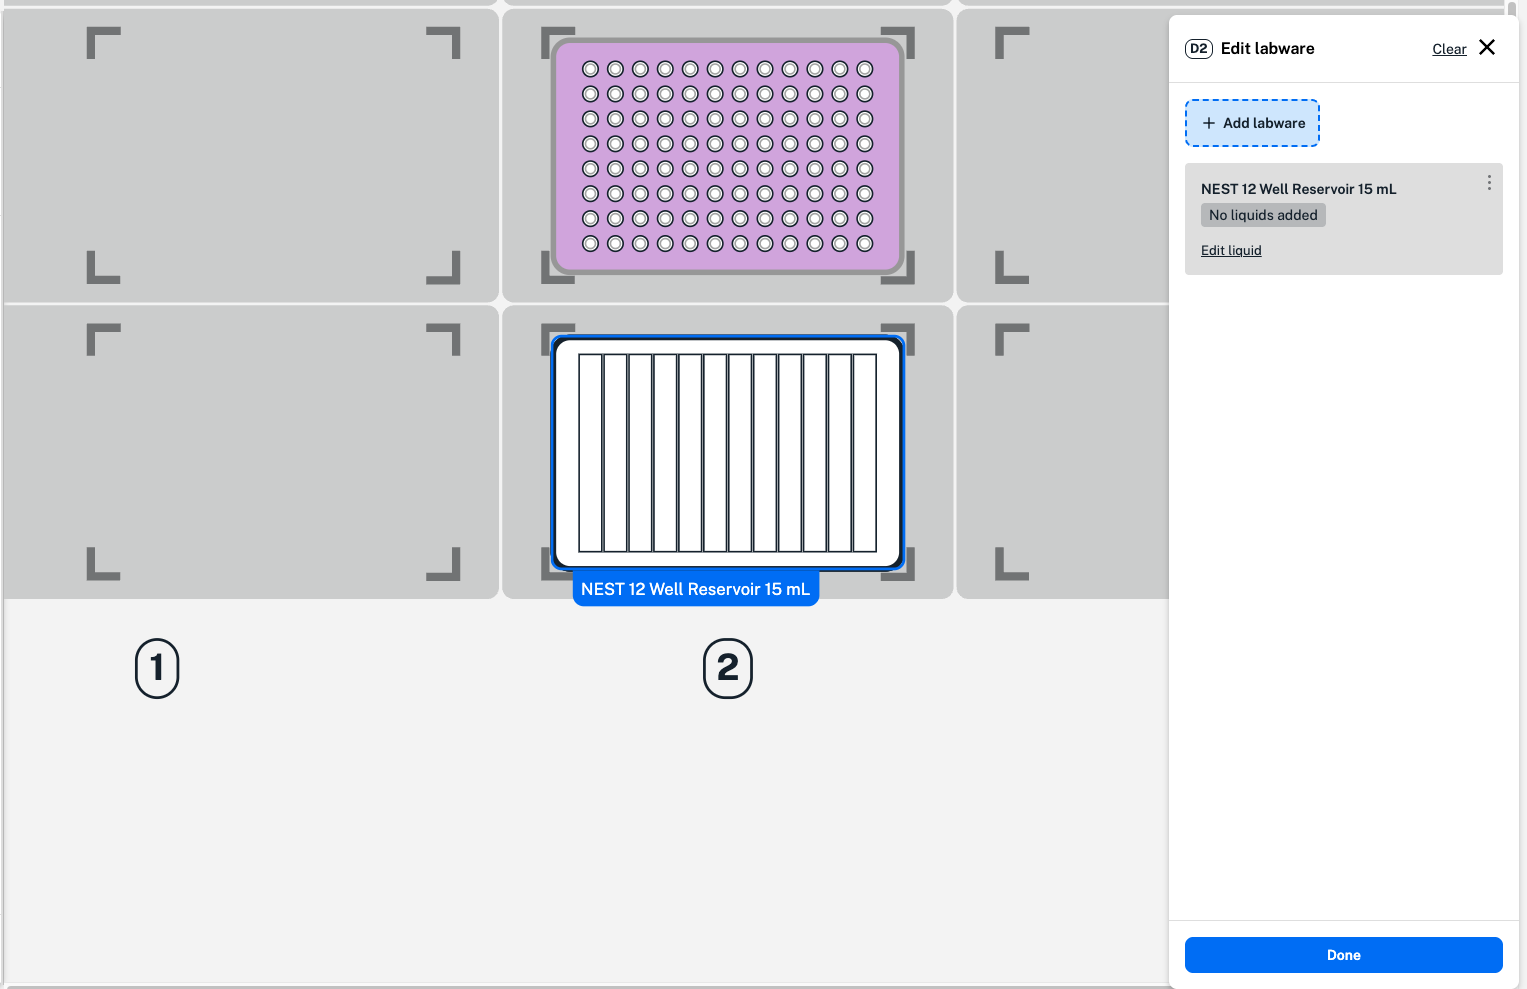 D2 Edit labware Clear
+ Add labware
NEST 12 Well Reservoir 15 mL
No liquids added
Edit liquid
NEST 12 Well Reservoir 15 mL
1 2
Done